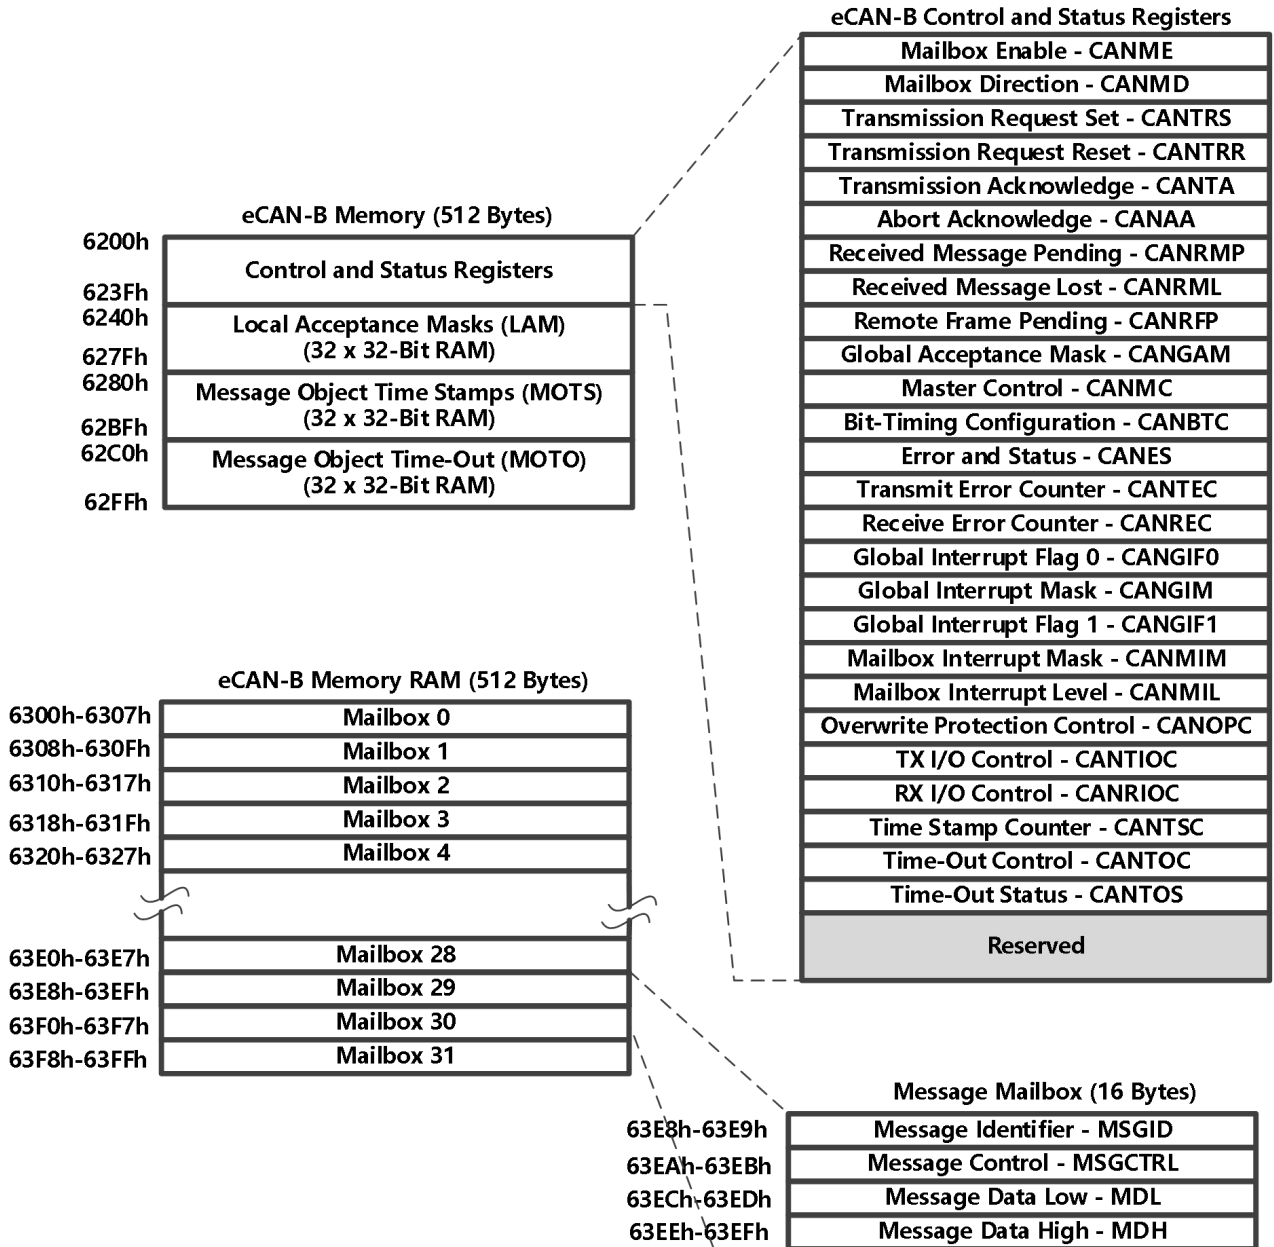 eCAN-B Control and Status Registers
Mailbox Enable - CANME
Mailbox Direction - CANMD
Transmission Request Set - CANTRS
Transmission Request Reset - CANTRR
Transmission Acknowledge - CANTA
Abort Acknowledge - CANAA
Received Message Pending - CANRMP
Received Message Lost - CANRML
Remote Frame Pending - CANRFP
Global Acceptance Mask - CANGAM
Master Control - CANMC
Bit-Timing Configuration - CANBTC
Error and Status - CANES
Transmit Error Counter - CANTEC
Receive Error Counter - CANREC
Global Interrupt Flag 0 - CANGIF0
Global Interrupt Mask - CANGIM
Global Interrupt Flag 1 - CANGIF1
Mailbox Interrupt Mask - CANMIM
Mailbox Interrupt Level - CANMIL
Overwrite Protection Control - CANOPC
TX I/O Control - CANTIOC
RX I/O Control - CANRIOC
Time Stamp Counter - CANTSC
Time-Out Control - CANTOC
Time-Out Status - CANTOS
Reserved
eCAN-B Memory (512 Bytes)
6200h
Control and Status Registers
623Fh
6240h
Local Acceptance Masks (LAM)
(32 x 32-Bit RAM)
627Fh
6280h
Message Object Time Stamps (MOTS)
(32 x 32-Bit RAM)
62BFh
62C0h
Message Object Time-Out (MOTO)
(32 x 32-Bit RAM)
62FFh
eCAN-B Memory RAM (512 Bytes)
6300h-6307h Mailbox 0
6308h-630Fh Mailbox 1
6310h-6317h Mailbox 2
6318h-631Fh Mailbox 3
6320h-6327h Mailbox 4
63E0h-63E7h Mailbox 28
63E8h-63EFh Mailbox 29
63F0h-63F7h Mailbox 30
63F8h-63FFh Mailbox 31
Message Mailbox (16 Bytes)
63E8h-63E9h Message Identifier - MSGID
63EAh-63EBh Message Control - MSGCTRL
63ECh-63EDh Message Data Low - MDL
63EEh-63EFh Message Data High - MDH